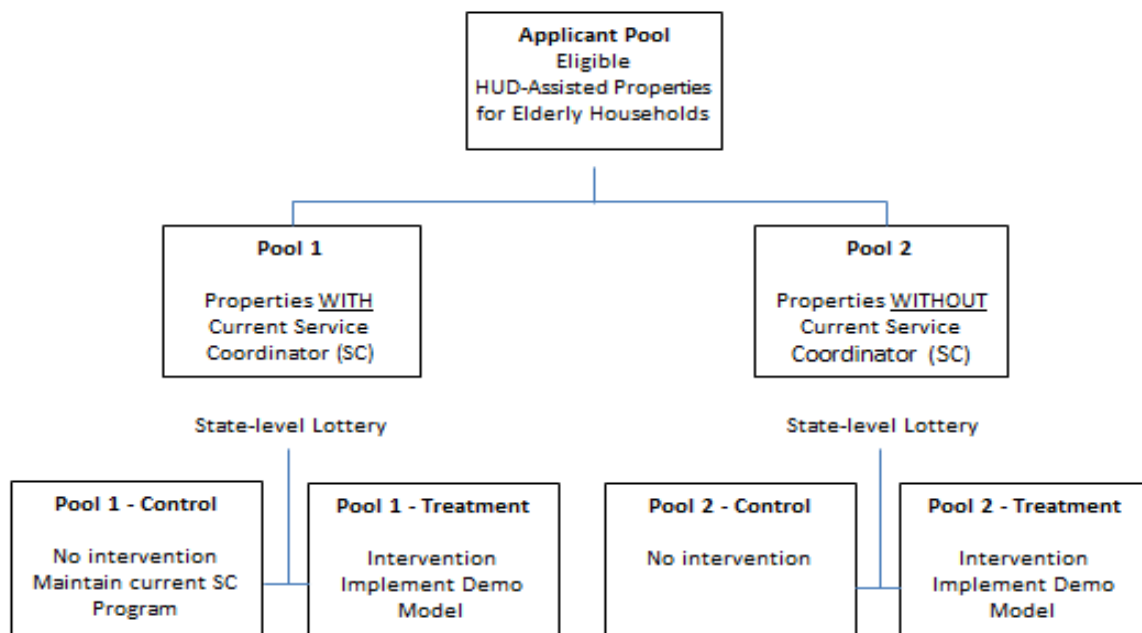 Applicant Pool
Eligible
HUD-Assisted Properties
for Elderly Households
Pool 1
Properties WITH
Current Service
Coordinator (SC)
Pool 2
Properties WITHOUT
Current Service
Coordinator (SC)
State-level Lottery
State-level Lottery
Pool 1 - Control
No intervention
Maintain current SC
Program
Pool 1 - Treatment
Intervention
Implement Demo
Model
Pool 2 - Control
No intervention
Pool 2 - Treatment
Intervention
Implement Demo
Model